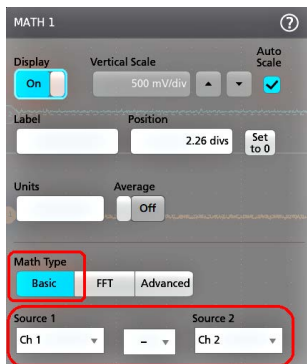 MATH 1 ?
Display Vertical Scale Auto Scale
On 500 mV/div
Label Position
2.26 divs Set to 0
Units Average
Off
Math Type
Basic FFT Advanced
Source 1 Source 2
Ch 1 - Ch 2